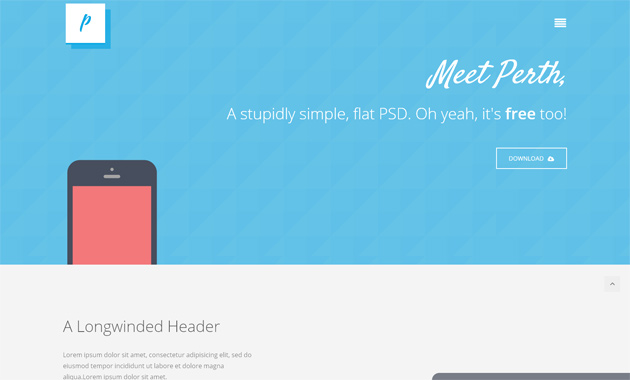 p
Meet Perth,
A stupidly simple, flat PSD. Oh yeah, it's free too!
DOWNLOAD
A Longwinded Header
Lorem ipsum dolor sit amet, consectetur adipisicing elit, sed do
eiusmod tempor incididunt ut labore et dolore magna
aliqua.Lorem ipsum dolor sit amet.